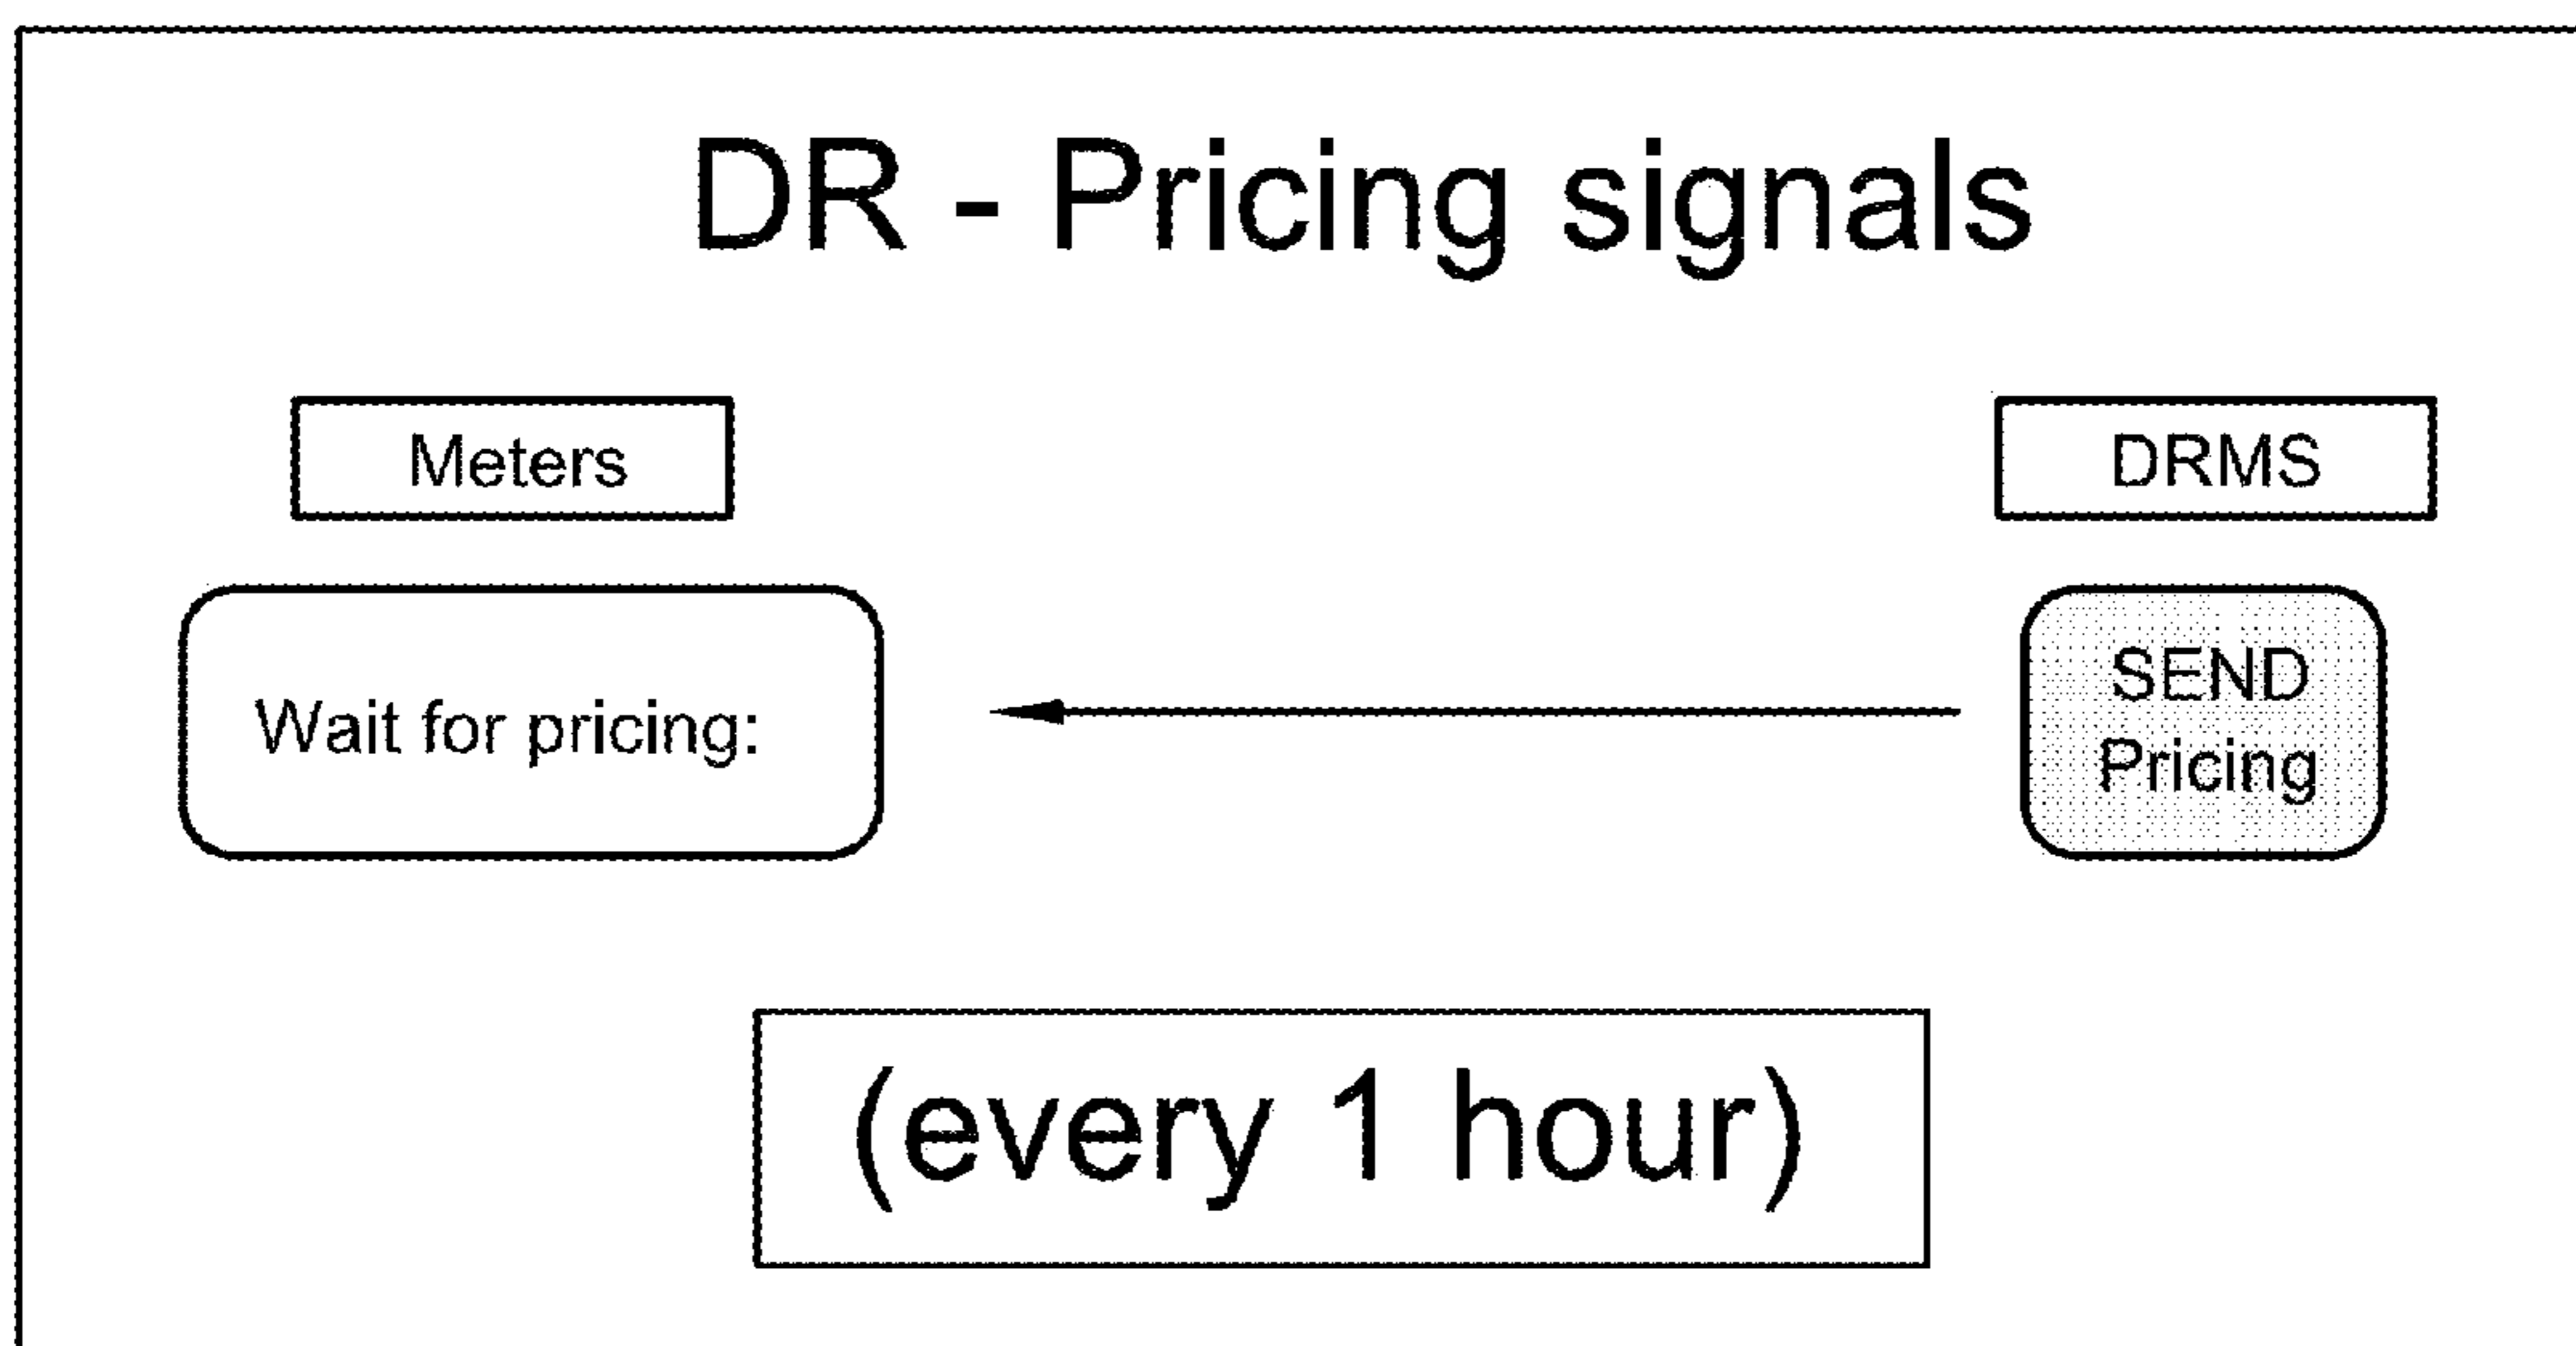 DR - Pricing signals
Meters
DRMS
Wait for pricing:
SEND
Pricing
(every 1 hour)